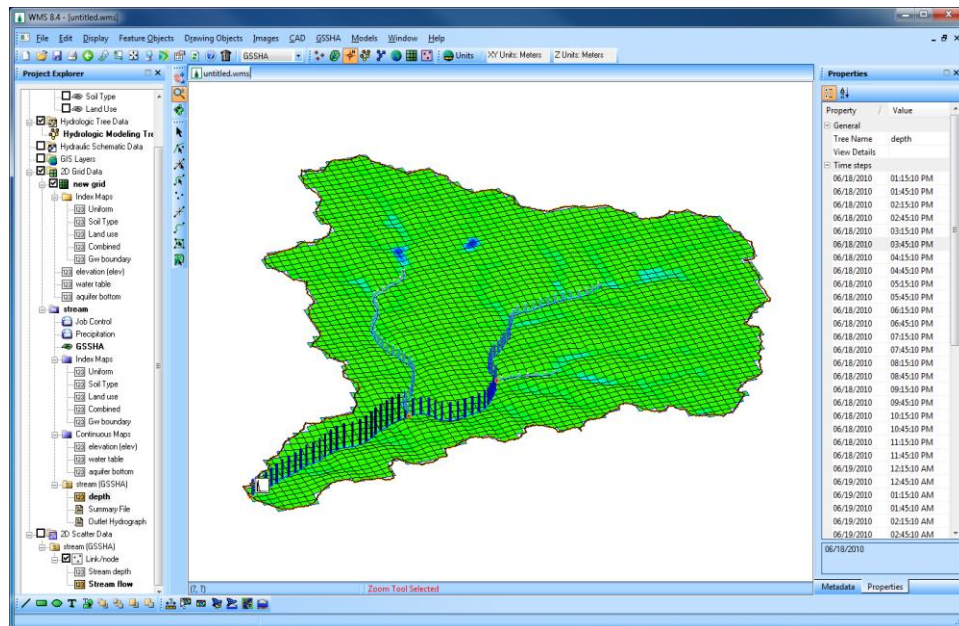 WMS 8.4 - [untitled.wms]
File Edit Display Feature Objects Drawing Objects Images CAD GSSHA Models Window Help
GSSHA Units XY Units: Meters Z Units: Meters
Project Explorer
Soil Type
Land Use
Hydrologic Tree Data
Hydrologic Modeling Tre
Hydraulic Schematic Data
GIS Layers
2D Grid Data
new grid
Index Maps
Uniform
Soil Type
Land use
Combined
Gw boundary
elevation (elev)
water table
aquifer bottom
stream
Job Control
Precipitation
GSSHA
Index Maps
Uniform
Soil Type
Land use
Combined
Gw boundary
Continuous Maps
elevation (elev)
water table
aquifer bottom
stream (GSSHA)
depth
Summary File
Outlet Hydrograph
2D Scatter Data
stream (GSSHA)
Link/node
Stream depth
Stream flow
untitled.wms
(?, ?) Zoom Tool Selected
Properties
Property / Value
General
Tree Name depth
View Details
Time steps
06/18/2010 01:15:10 PM
06/18/2010 01:45:10 PM
06/18/2010 02:15:10 PM
06/18/2010 02:45:10 PM
06/18/2010 03:15:10 PM
06/18/2010 03:45:10 PM
06/18/2010 04:15:10 PM
06/18/2010 04:45:10 PM
06/18/2010 05:15:10 PM
06/18/2010 05:45:10 PM
06/18/2010 06:15:10 PM
06/18/2010 06:45:10 PM
06/18/2010 07:15:10 PM
06/18/2010 07:45:10 PM
06/18/2010 08:15:10 PM
06/18/2010 08:45:10 PM
06/18/2010 09:15:10 PM
06/18/2010 09:45:10 PM
06/18/2010 10:15:10 PM
06/18/2010 10:45:10 PM
06/18/2010 11:15:10 PM
06/18/2010 11:45:10 PM
06/19/2010 12:15:10 AM
06/19/2010 12:45:10 AM
06/19/2010 01:15:10 AM
06/19/2010 01:45:10 AM
06/19/2010 02:15:10 AM
06/19/2010 02:45:10 AM
06/18/2010
Metadata Properties